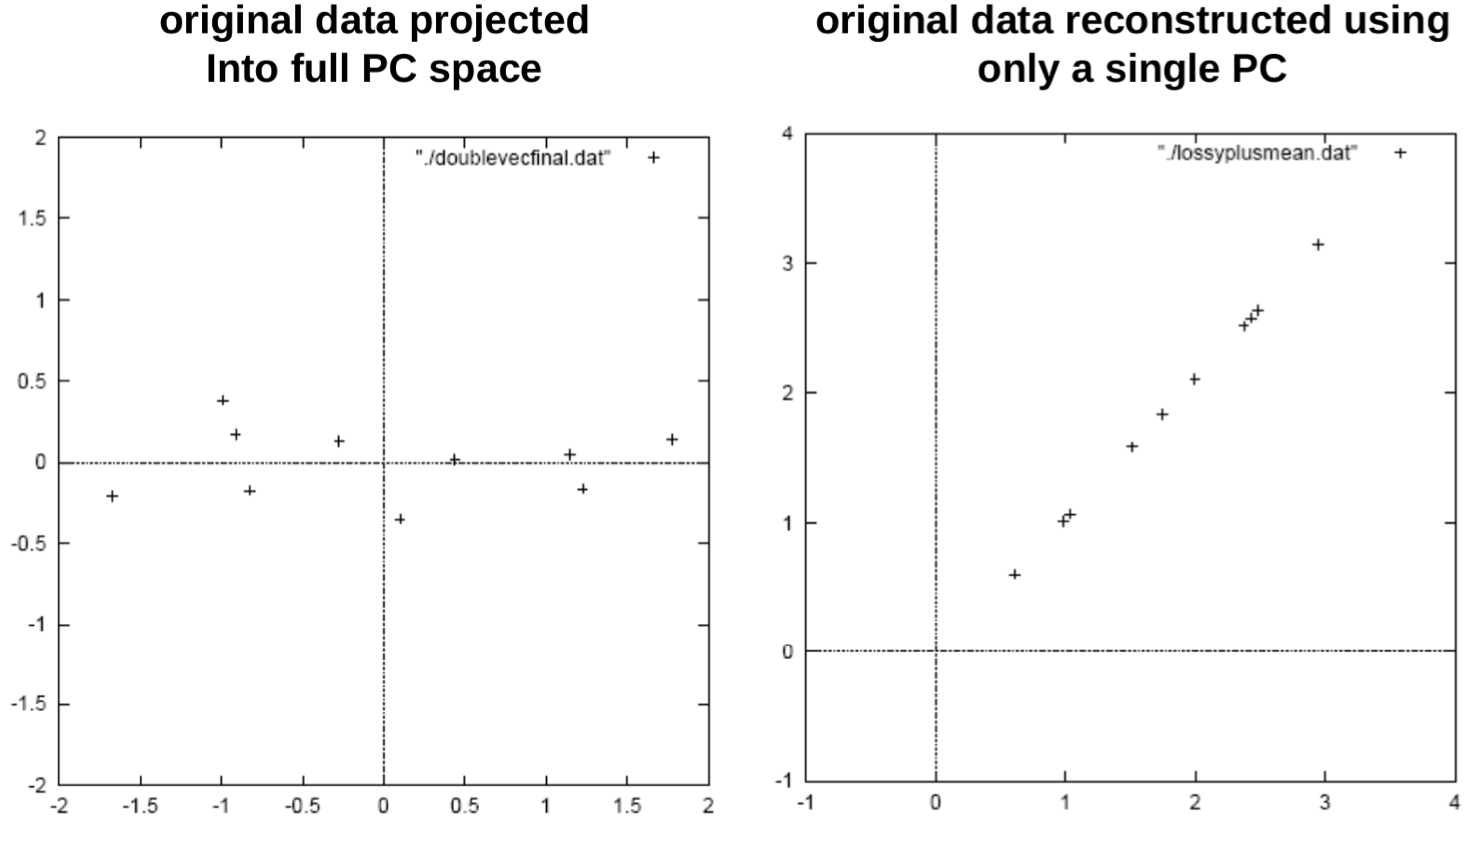 original data projected
Into full PC space
"./doublevecfinal.dat"
2
1.5
1
0.5
0
-0.5
-1
-1.5
-2
-2 -1.5 -1 -0.5 0 0.5 1 1.5 2
original data reconstructed using
only a single PC
"./lossyplusmean.dat"
4
3
2
1
0
-1
-1 0 1 2 3 4